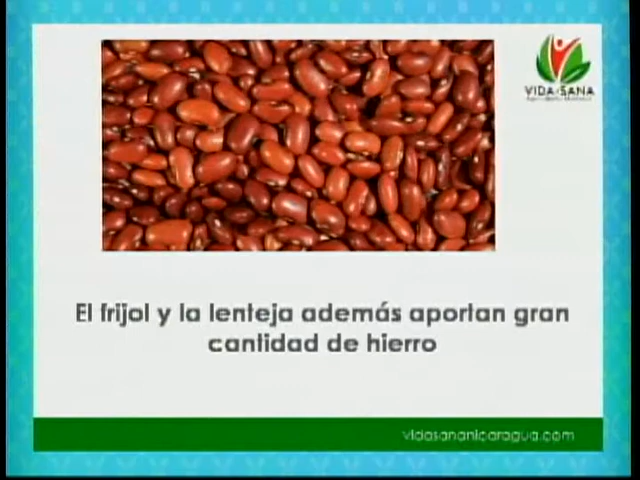 VIDA SANA
El frijol y la lenteja además aportan gran
cantidad de hierro
vidasananicaragua.com